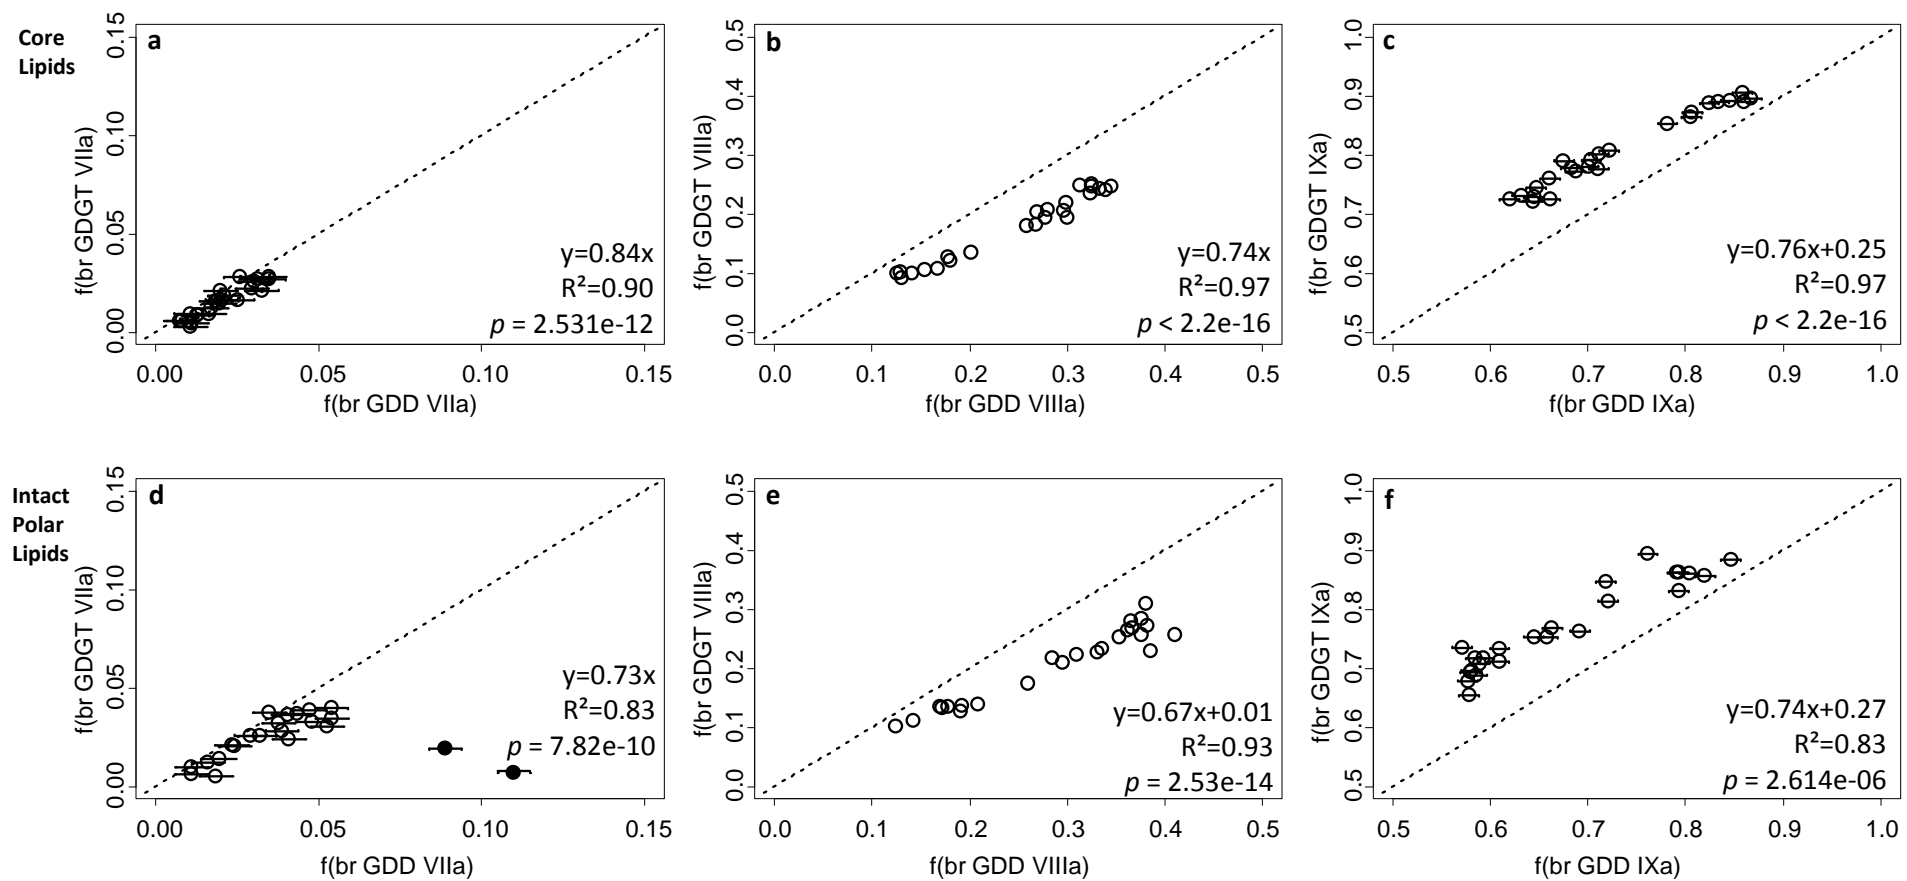 Core
Lipids
a
f(br GDGT VIIa)
0.15
0.10
0.05
0.00
y=0.84x
R²=0.90
p = 2.531e-12
0.00 0.05 0.10 0.15
f(br GDD VIIa)
b
f(br GDGT VIIIa)
0.5
0.4
0.3
0.2
0.1
0.0
y=0.74x
R²=0.97
p < 2.2e-16
0.0 0.1 0.2 0.3 0.4 0.5
f(br GDD VIIIa)
c
f(br GDGT IXa)
1.0
0.9
0.8
0.7
0.6
0.5
y=0.76x+0.25
R²=0.97
p < 2.2e-16
0.5 0.6 0.7 0.8 0.9 1.0
f(br GDD IXa)
Intact
Polar
Lipids
d
f(br GDGT VIIa)
0.15
0.10
0.05
0.00
y=0.73x
R²=0.83
p = 7.82e-10
0.00 0.05 0.10 0.15
f(br GDD VIIa)
e
f(br GDGT VIIIa)
0.5
0.4
0.3
0.2
0.1
0.0
y=0.67x+0.01
R²=0.93
p = 2.53e-14
0.0 0.1 0.2 0.3 0.4 0.5
f(br GDD VIIIa)
f
f(br GDGT IXa)
1.0
0.9
0.8
0.7
0.6
0.5
y=0.74x+0.27
R²=0.83
p = 2.614e-06
0.5 0.6 0.7 0.8 0.9 1.0
f(br GDD IXa)